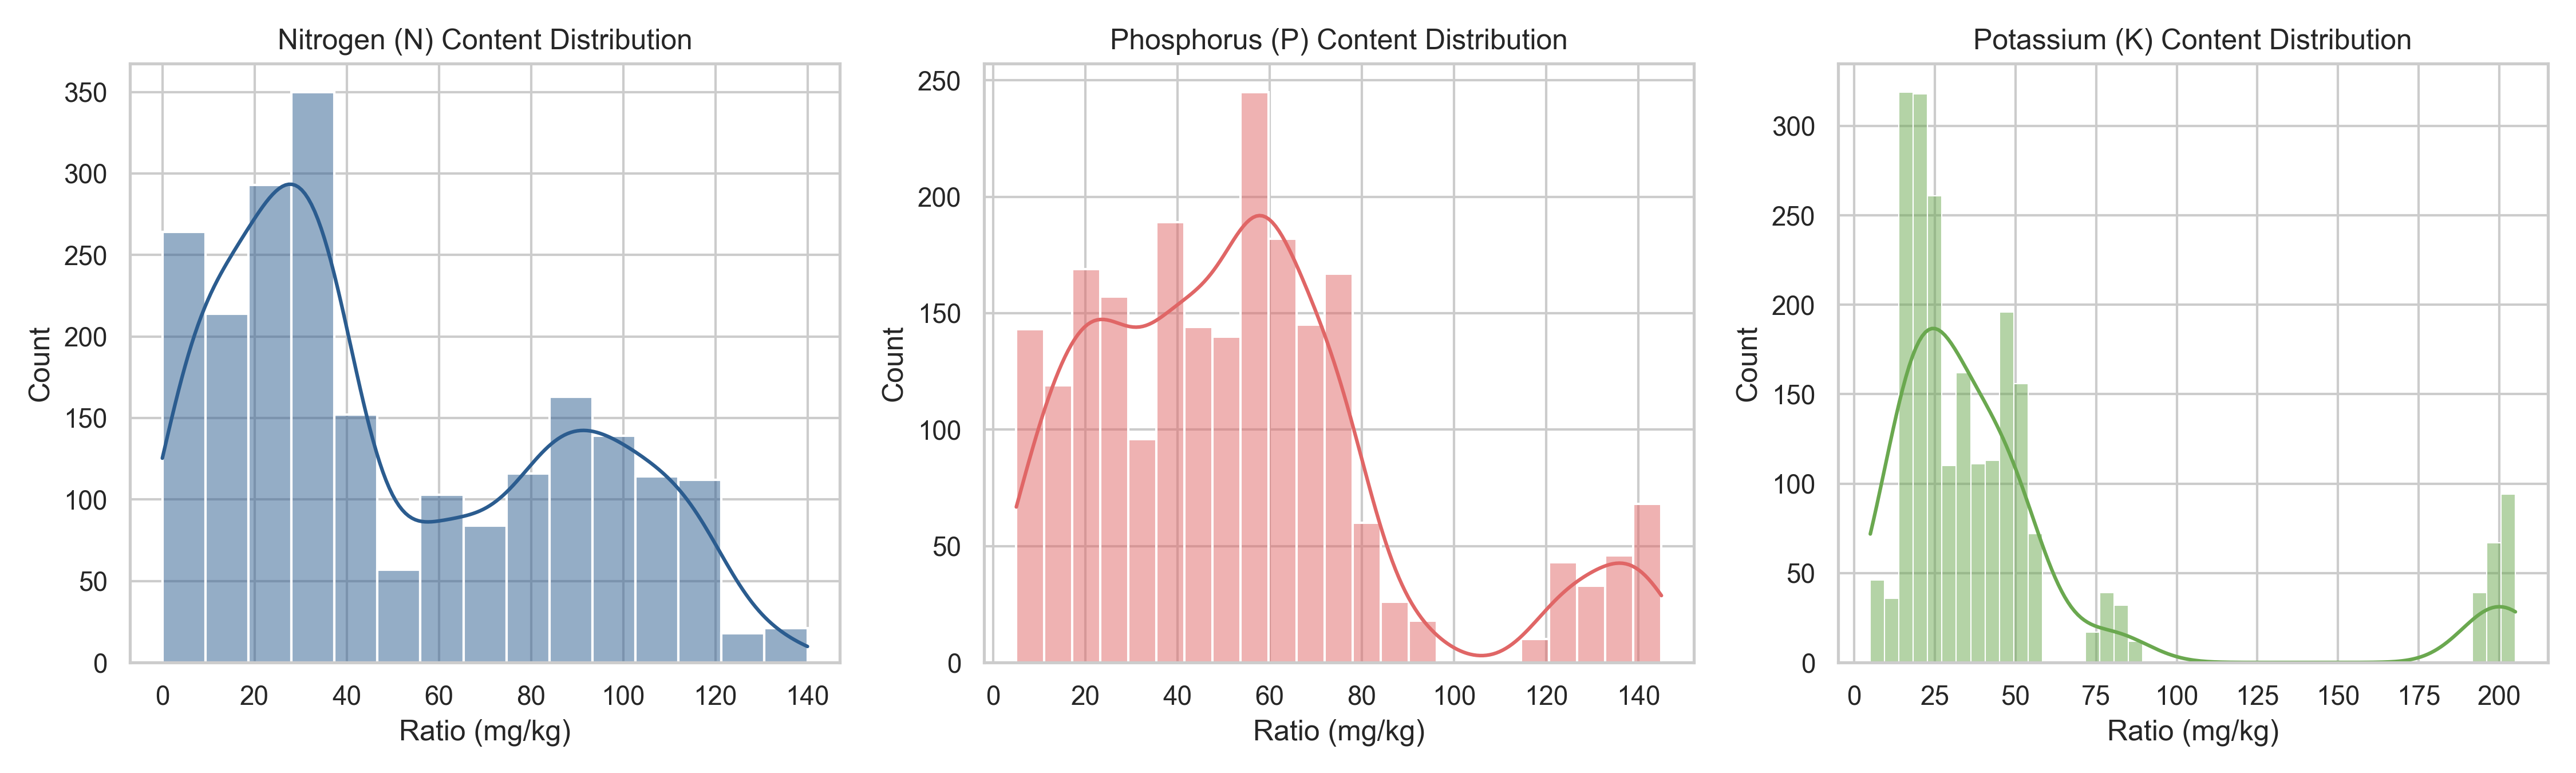 Nitrogen (N) Content Distribution
350
300
250
200
150
100
50
0
Count
0 20 40 60 80 100 120 140
Ratio (mg/kg)
Phosphorus (P) Content Distribution
250
200
150
100
50
0
Count
0 20 40 60 80 100 120 140
Ratio (mg/kg)
Potassium (K) Content Distribution
300
250
200
150
100
50
0
Count
0 25 50 75 100 125 150 175 200
Ratio (mg/kg)